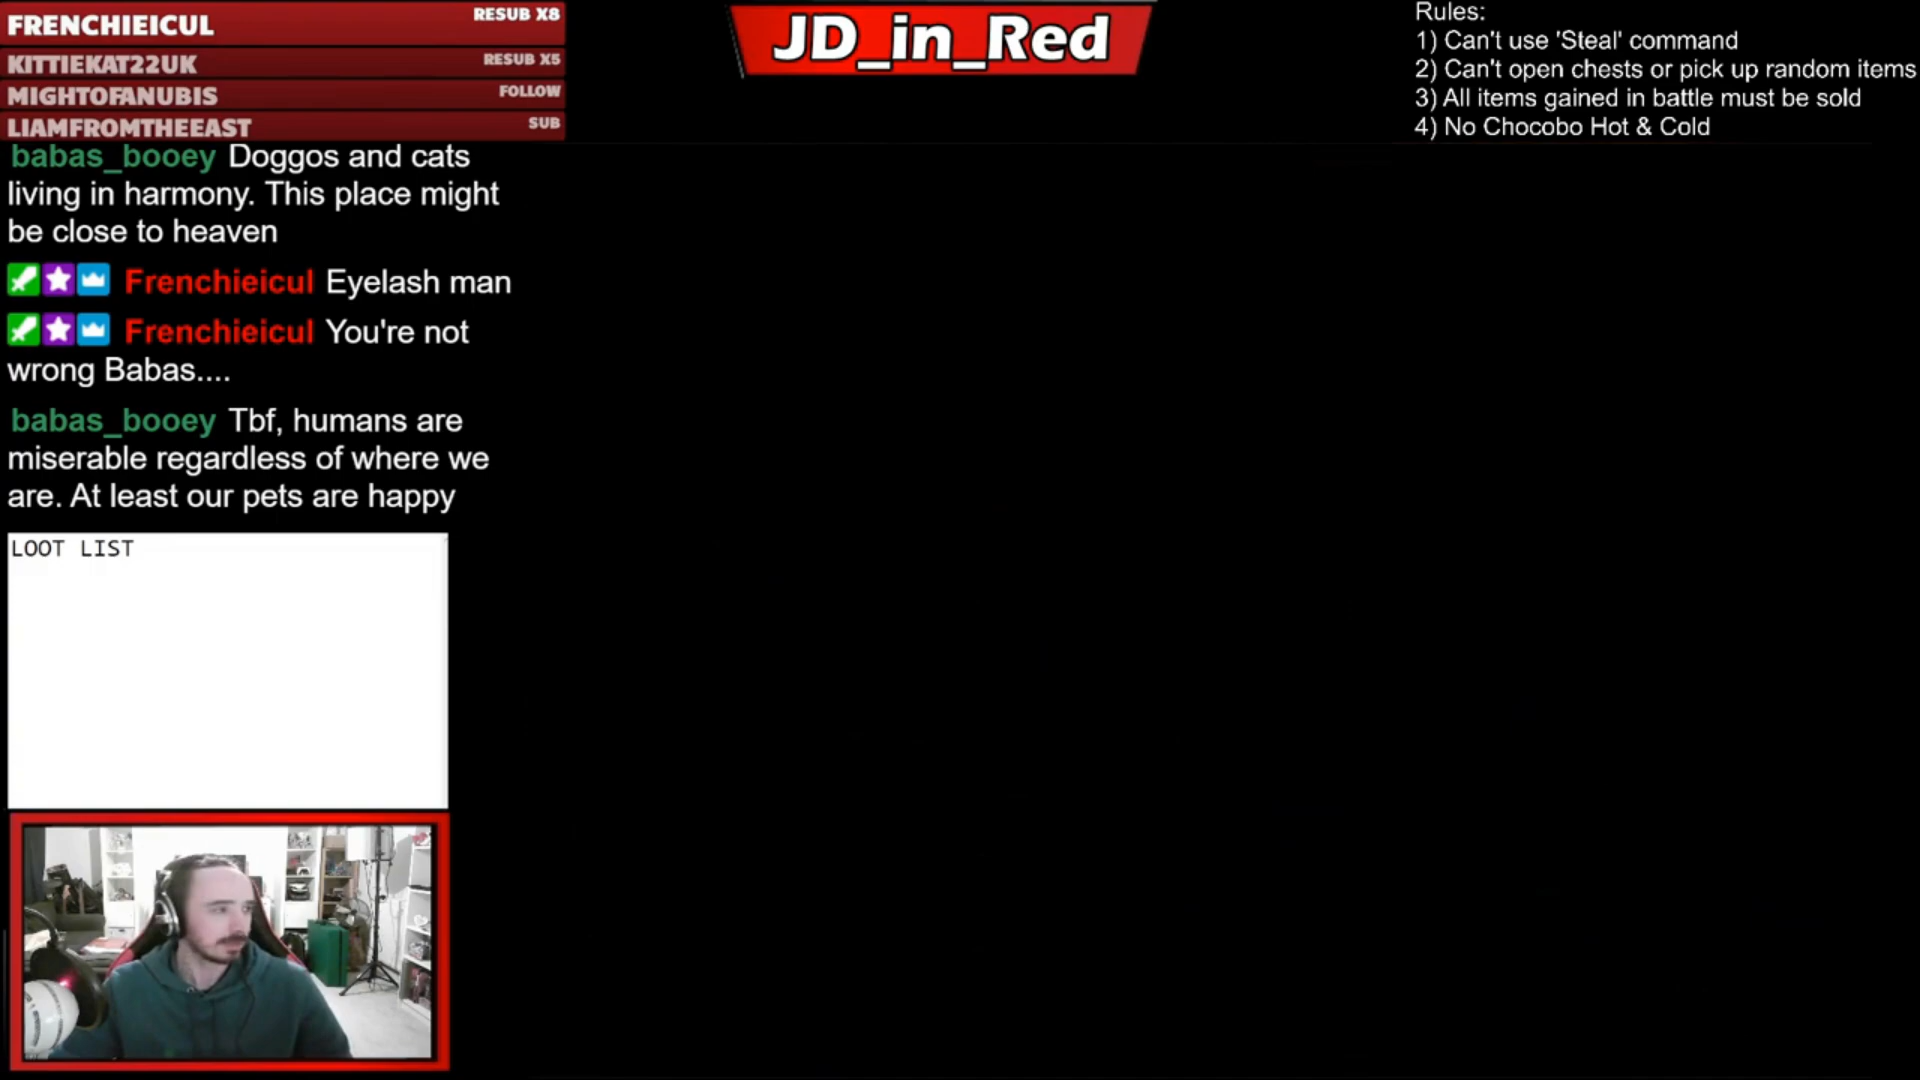 FRENCHIEICUL RESUB X8
KITTIEKAT22UK RESUB X5
MIGHTOFANUBIS FOLLOW
LIAMFROMTHEEAST SUB
babas_booey Doggos and cats
living in harmony. This place might
be close to heaven
Frenchieicul Eyelash man
Frenchieicul You're not
wrong Babas....
babas_booey Tbf, humans are
miserable regardless of where we
are. At least our pets are happy
LOOT LIST
JD_in_Red
Rules:
1) Can't use 'Steal' command
2) Can't open chests or pick up random items
3) All items gained in battle must be sold
4) No Chocobo Hot & Cold